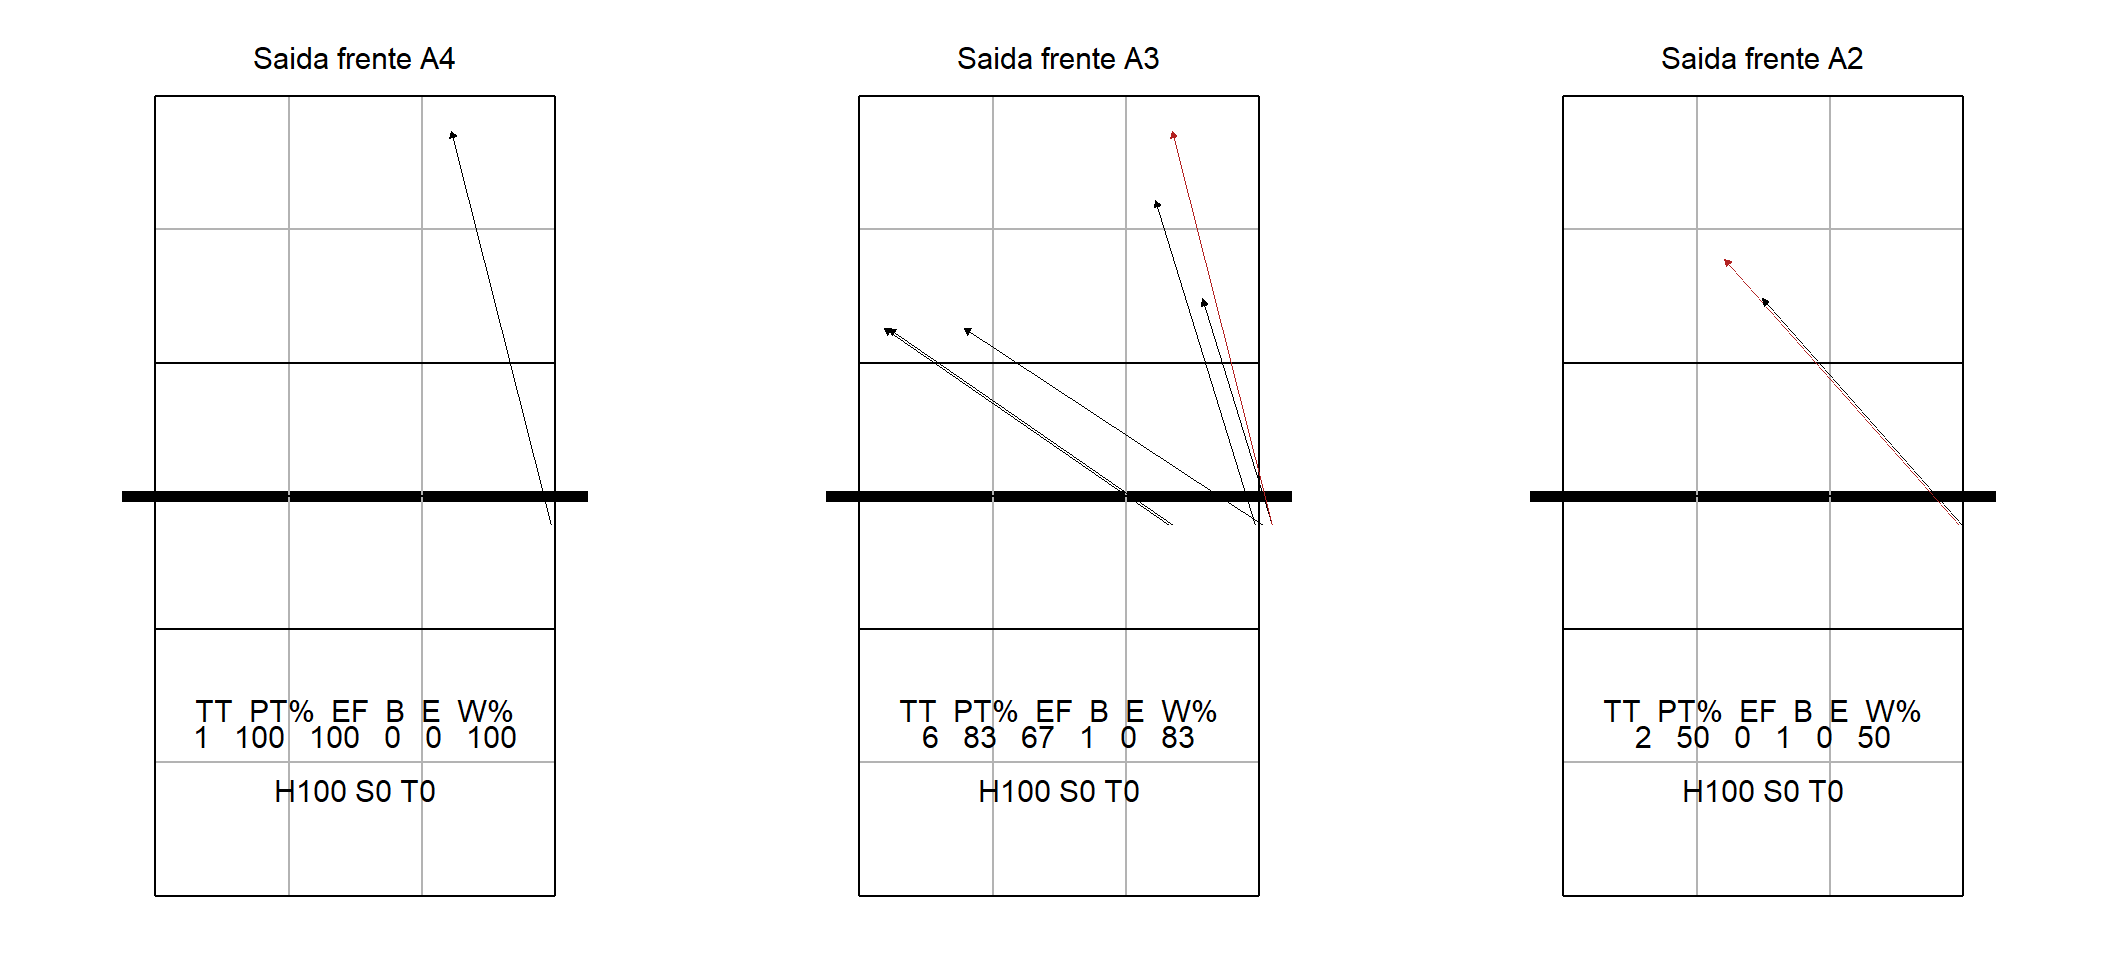 Saida frente A4
TT PT% EF B E W%
1 100 100 0 0 100
H100 S0 T0
Saida frente A3
TT PT% EF B E W%
6 83 67 1 0 83
H100 S0 T0
Saida frente A2
TT PT% EF B E W%
2 50 0 1 0 50
H100 S0 T0